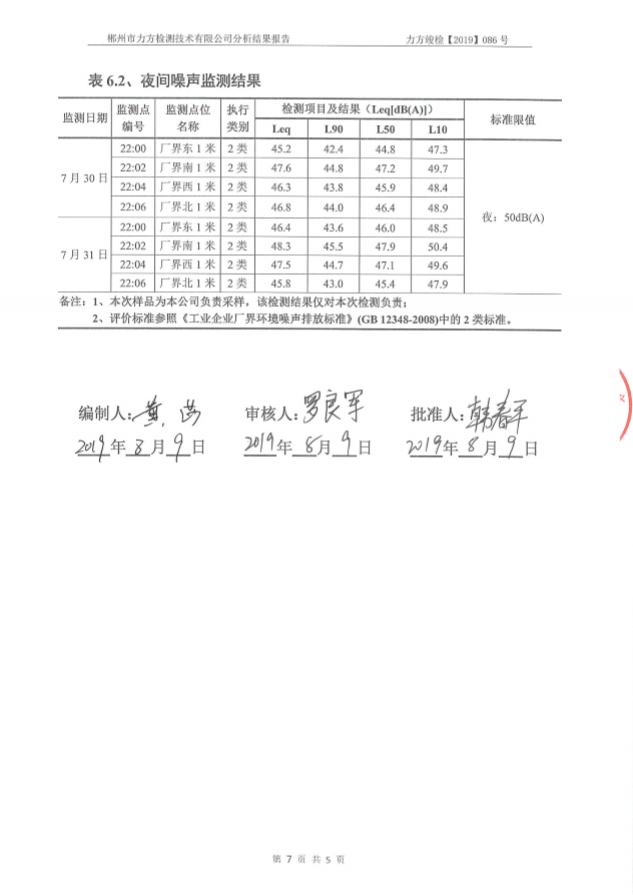 郴州市力方检测技术有限公司分析结果报告 力方竣检【2019】086 号
表 6.2、夜间噪声监测结果
监测日期 监测点编号 监测点位名称 执行类别 检测项目及结果（Leq[dB(A)]） 标准限值
Leq L90 L50 L10
7 月 30 日 22:00 厂界东 1 米 2 类 45.2 42.4 44.8 47.3 夜：50dB(A)
22:02 厂界南 1 米 2 类 47.6 44.8 47.2 49.7
22:04 厂界西 1 米 2 类 46.3 43.8 45.9 48.4
22:06 厂界北 1 米 2 类 46.8 44.0 46.4 48.9
7 月 31 日 22:00 厂界东 1 米 2 类 46.4 43.6 46.0 48.5
22:02 厂界南 1 米 2 类 48.3 45.5 47.9 50.4
22:04 厂界西 1 米 2 类 47.5 44.7 47.1 49.6
22:06 厂界北 1 米 2 类 45.8 43.0 45.4 47.9
备注：1、本次样品为本公司负责采样，该检测结果仅对本次检测负责；
2、评价标准参照《工业企业厂界环境噪声排放标准》(GB 12348-2008)中的 2 类标准。
编制人: 审核人:罗良军 批准人:韩春平
2019年 8 月 9 日 2019年 8月 9 日 2019年 8 月 9 日
第 7 页 共 5 页